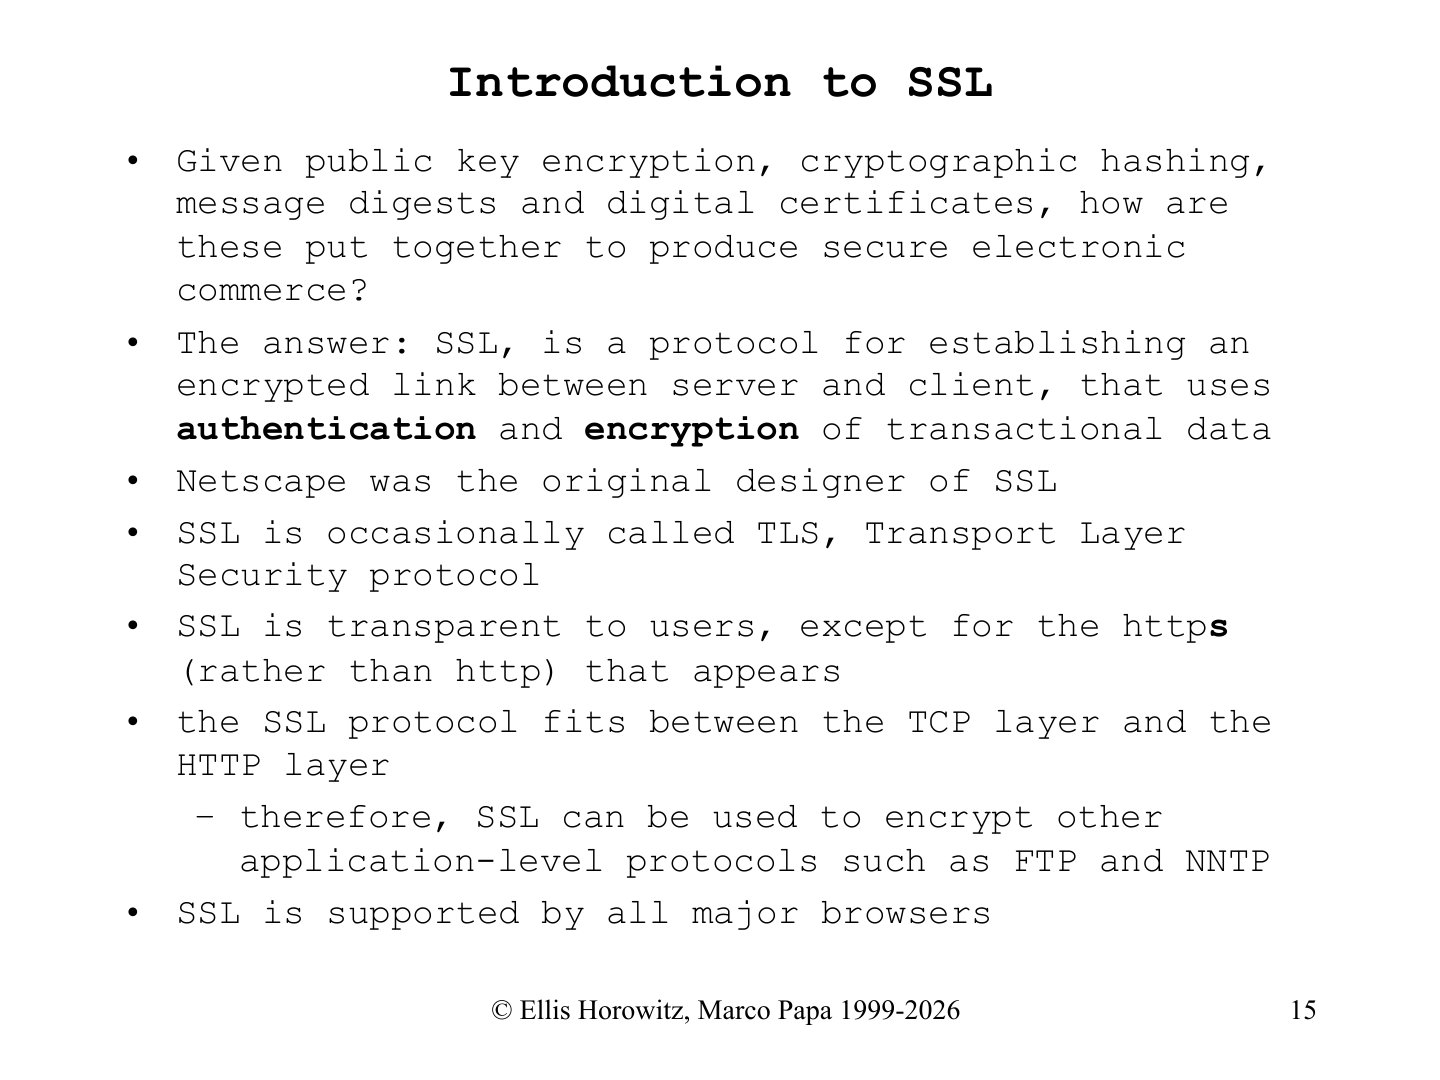 Introduction to SSL
• Given public key encryption, cryptographic hashing,
message digests and digital certificates, how are
these put together to produce secure electronic
commerce?
• The answer: SSL, is a protocol for establishing an
encrypted link between server and client, that uses
authentication and encryption of transactional data
• Netscape was the original designer of SSL
• SSL is occasionally called TLS, Transport Layer
Security protocol
• SSL is transparent to users, except for the https
(rather than http) that appears
• the SSL protocol fits between the TCP layer and the
HTTP layer
– therefore, SSL can be used to encrypt other
application-level protocols such as FTP and NNTP
• SSL is supported by all major browsers
© Ellis Horowitz, Marco Papa 1999-2026
15